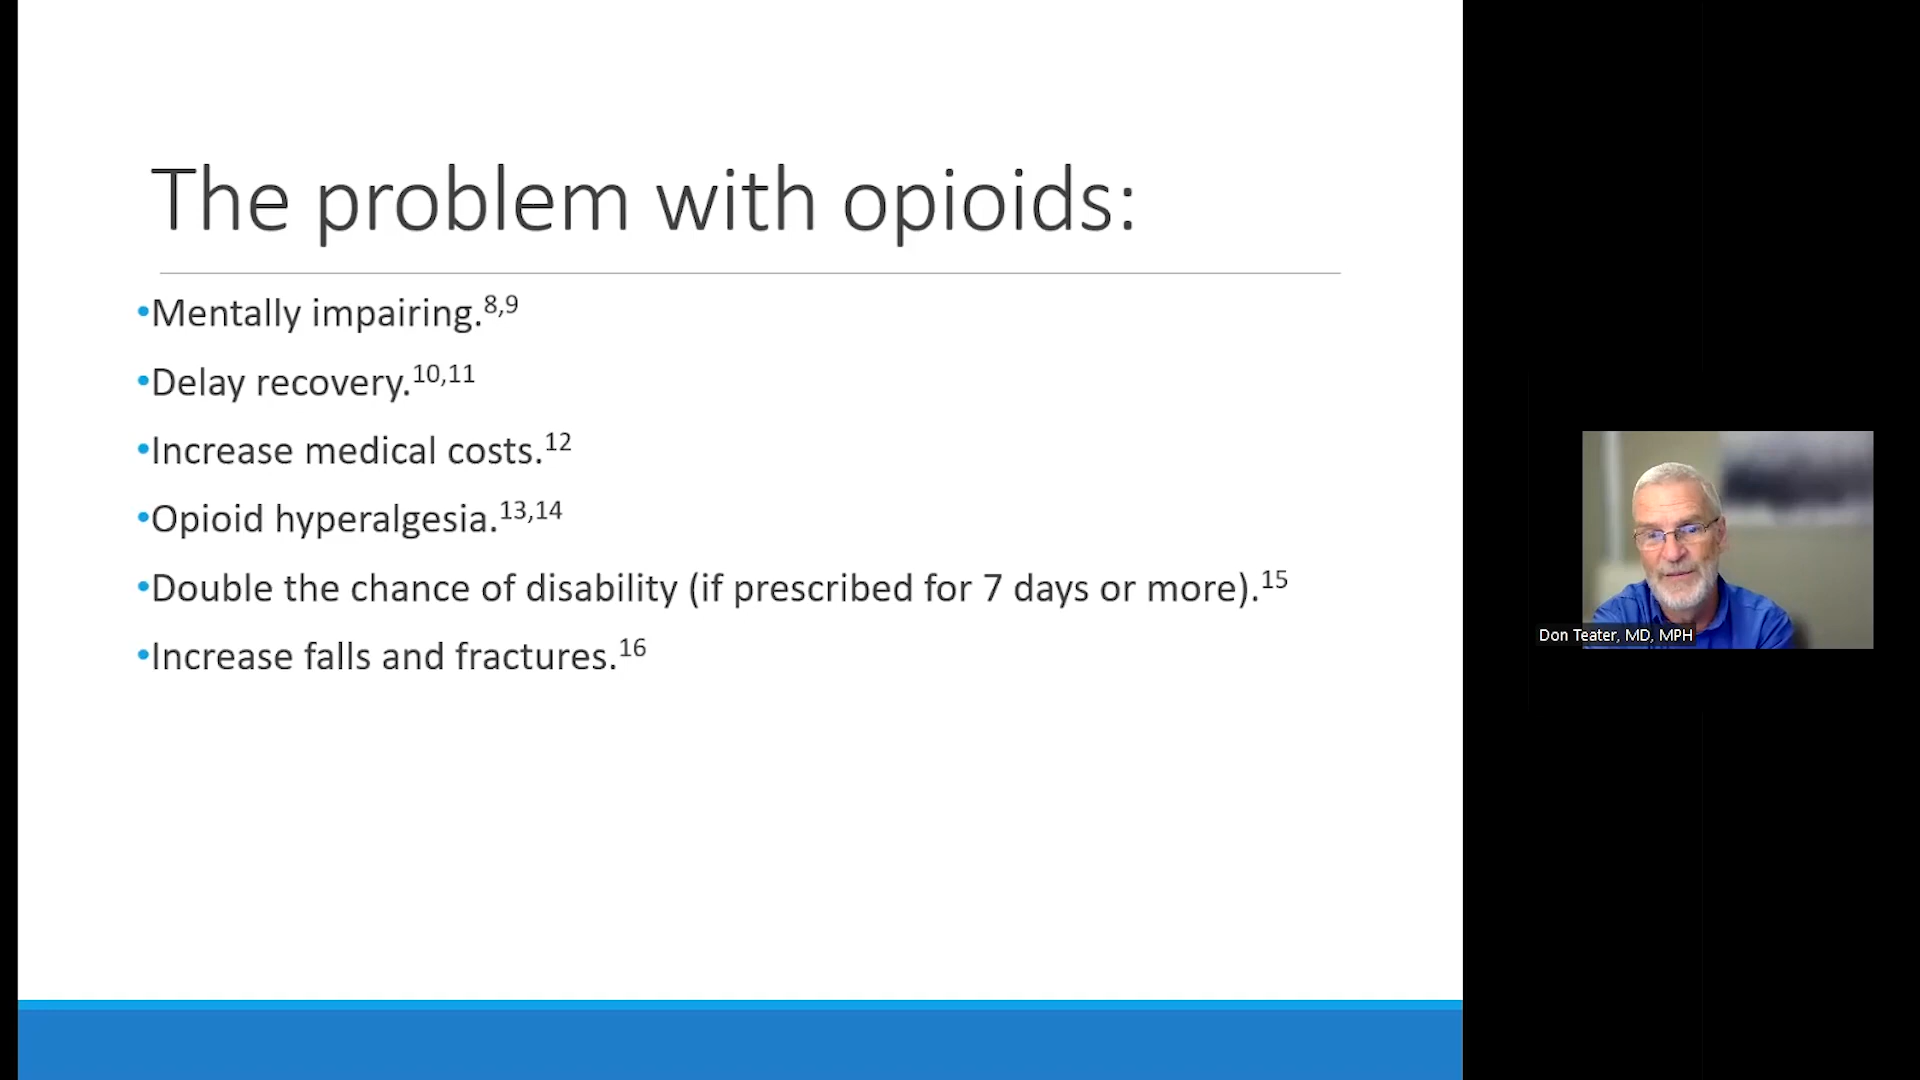 The problem with opioids:
•Mentally impairing.8,9
•Delay recovery.10,11
•Increase medical costs.12
•Opioid hyperalgesia.13,14
•Double the chance of disability (if prescribed for 7 days or more).15
•Increase falls and fractures.16
Don Teater, MD, MPH